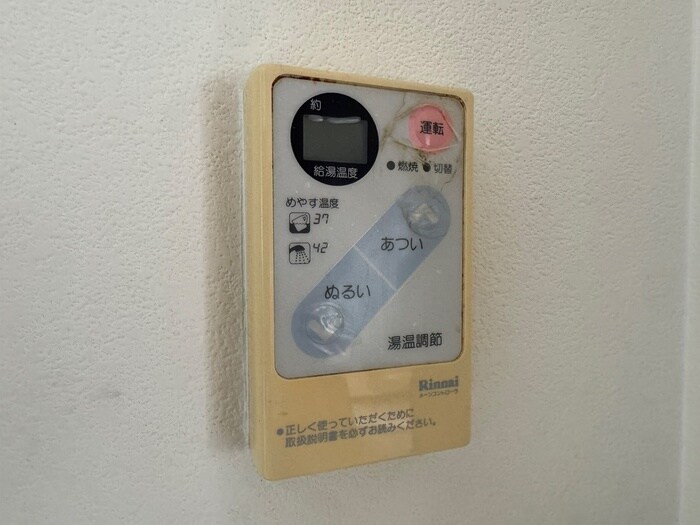 約
給湯温度
運転
燃焼 切替
めやす温度
37
42
あつい
ぬるい
湯温調節
Rinnai
●正しく使っていただくために
取扱説明書を必ずお読みください。